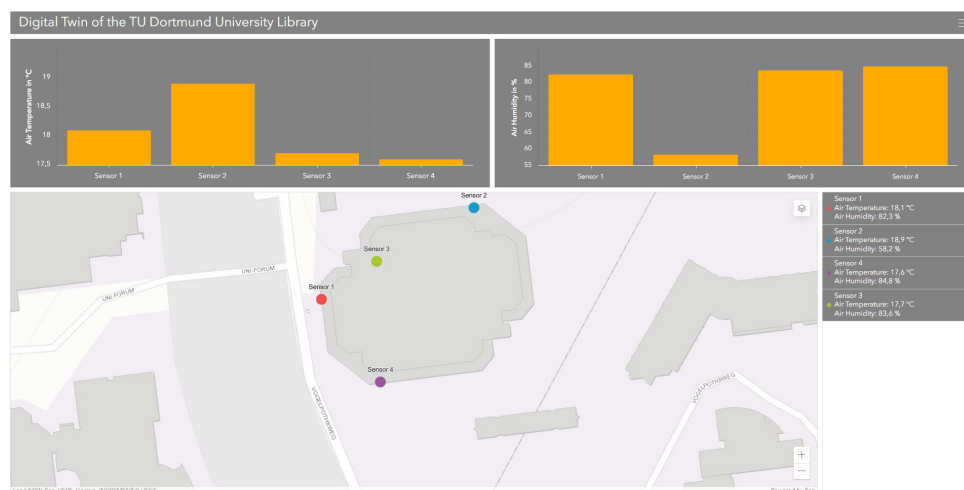 Digital Twin of the TU Dortmund University Library
Air Temperature in °C
19
18,5
18
17,5
Sensor 1
Sensor 2
Sensor 3
Sensor 4
Air Humidity in %
85
80
75
70
65
60
55
Sensor 1
Sensor 2
Sensor 3
Sensor 4
Sensor 2
Sensor 3
UNI-FORUM
UNI-FORUM
Sensor 1
Sensor 4
VOGELPOTHSWEG
VOGELPOTHSWEG
+
−
Sensor 1
Air Temperature: 18,1 °C
Air Humidity: 82,3 %
Sensor 2
Air Temperature: 18,9 °C
Air Humidity: 58,2 %
Sensor 4
Air Temperature: 17,6 °C
Air Humidity: 84,8 %
Sensor 3
Air Temperature: 17,7 °C
Air Humidity: 83,6 %